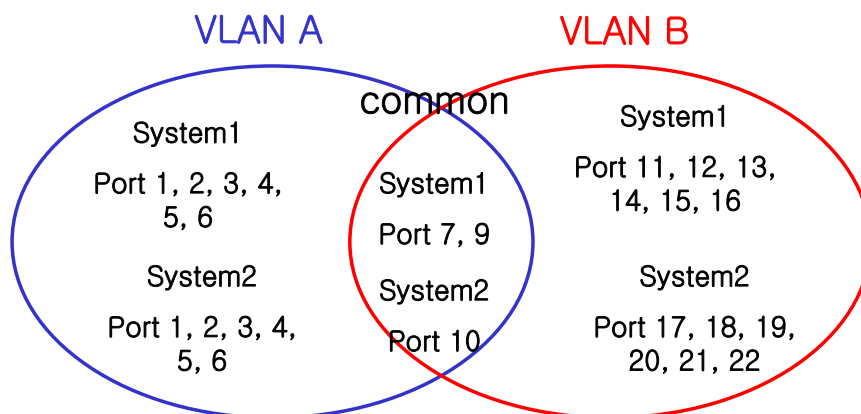 VLAN A
VLAN B
common
System1
Port 1, 2, 3, 4,
5, 6
System2
Port 1, 2, 3, 4,
5, 6
System1
Port 7, 9
System2
Port 10
System1
Port 11, 12, 13,
14, 15, 16
System2
Port 17, 18, 19,
20, 21, 22